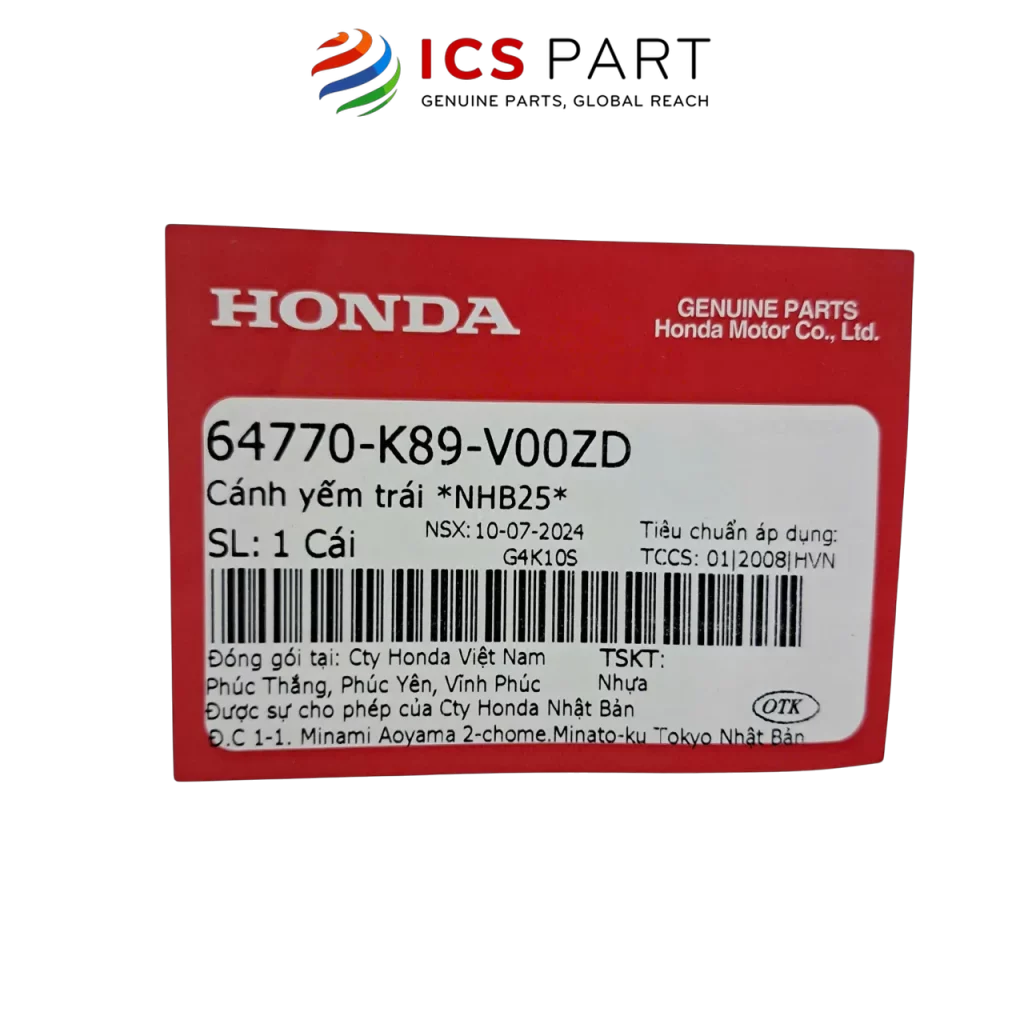 ICS PART
GENUINE PARTS, GLOBAL REACH
HONDA
GENUINE PARTS
Honda Motor Co., Ltd.
64770-K89-V00ZD
Cánh yếm trái *NHB25*
SL: 1 Cái
NSX: 10-07-2024
G4K10S
Tiêu chuẩn áp dụng:
TCCS: 01|2008|HVN
Đóng gói tại: Cty Honda Việt Nam
TSKT:
Phúc Thắng, Phúc Yên, Vĩnh Phúc
Nhựa
Được sự cho phép của Cty Honda Nhật Bản
OTK
Đ.C 1-1. Minami Aoyama 2-chome.Minato-ku Tokyo Nhật Bản